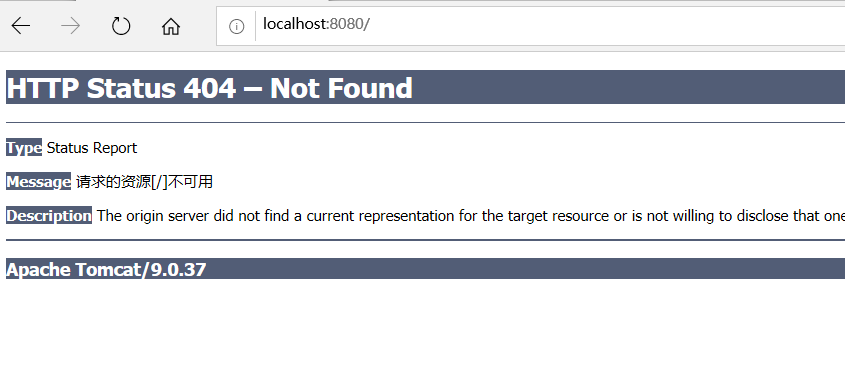 localhost:8080/
HTTP Status 404 – Not Found
Type Status Report
Message 请求的资源[/]不可用
Description The origin server did not find a current representation for the target resource or is not willing to disclose that one
Apache Tomcat/9.0.37